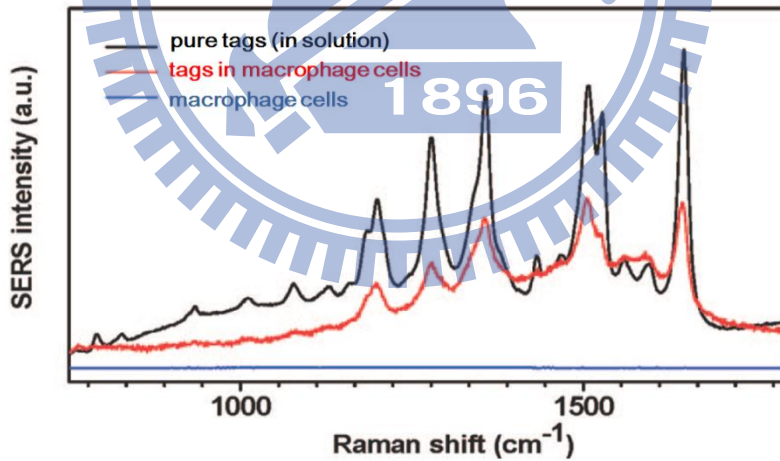 pure tags (in solution)
tags in macrophage cells
macrophage cells
1896
SERS intensity (a.u.)
1000
1500
Raman shift (cm⁻¹)